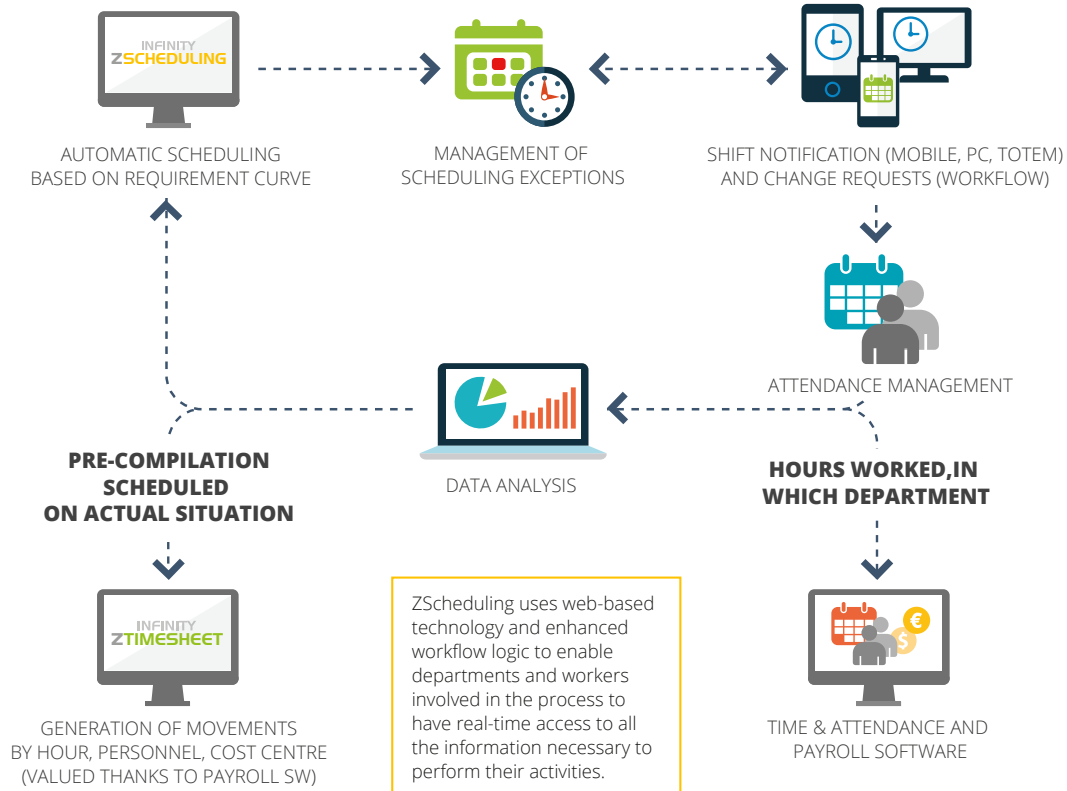 INFINITY
ZSCHEDULING
AUTOMATIC SCHEDULING
BASED ON REQUIREMENT CURVE
MANAGEMENT OF
SCHEDULING EXCEPTIONS
SHIFT NOTIFICATION (MOBILE, PC, TOTEM)
AND CHANGE REQUESTS (WORKFLOW)
ATTENDANCE MANAGEMENT
DATA ANALYSIS
PRE-COMPILATION
SCHEDULED
ON ACTUAL SITUATION
HOURS WORKED,IN
WHICH DEPARTMENT
INFINITY
ZTIMESHEET
GENERATION OF MOVEMENTS
BY HOUR, PERSONNEL, COST CENTRE
(VALUED THANKS TO PAYROLL SW)
ZScheduling uses web-based
technology and enhanced
workflow logic to enable
departments and workers
involved in the process to
have real-time access to all
the information necessary to
perform their activities.
€
$
TIME & ATTENDANCE AND
PAYROLL SOFTWARE